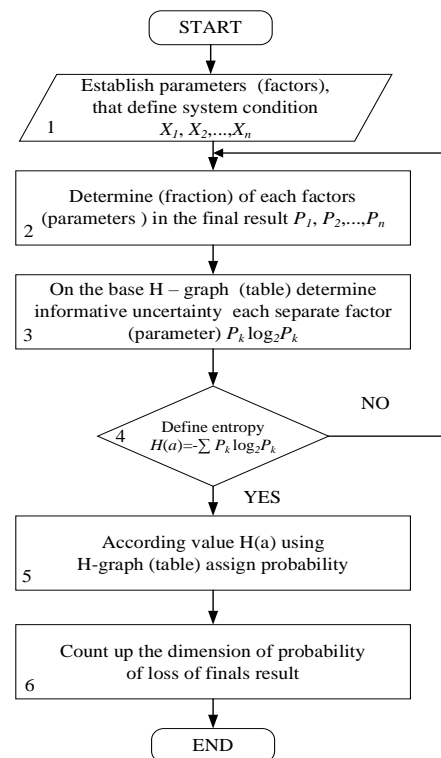 START
Establish parameters (factors),
that define system condition
X1, X2,...,Xn
1
Determine (fraction) of each factors
(parameters ) in the final result P1, P2,...,Pn
2
On the base H – graph (table) determine
informative uncertainty each separate factor
(parameter) Pk log2Pk
3
4
Define entropy
H(a)=-∑ Pk log2Pk
NO
YES
According value H(a) using
H-graph (table) assign probability
5
Count up the dimension of probability
of loss of finals result
6
END